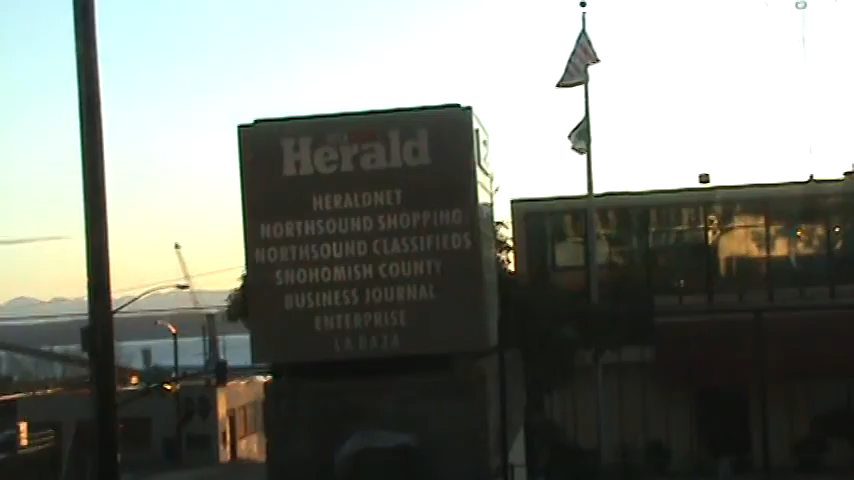 Herald
HERALDNET
NORTHSOUND SHOPPING
NORTHSOUND CLASSIFIEDS
SNOHOMISH COUNTY
BUSINESS JOURNAL
ENTERPRISE
LA RAZA